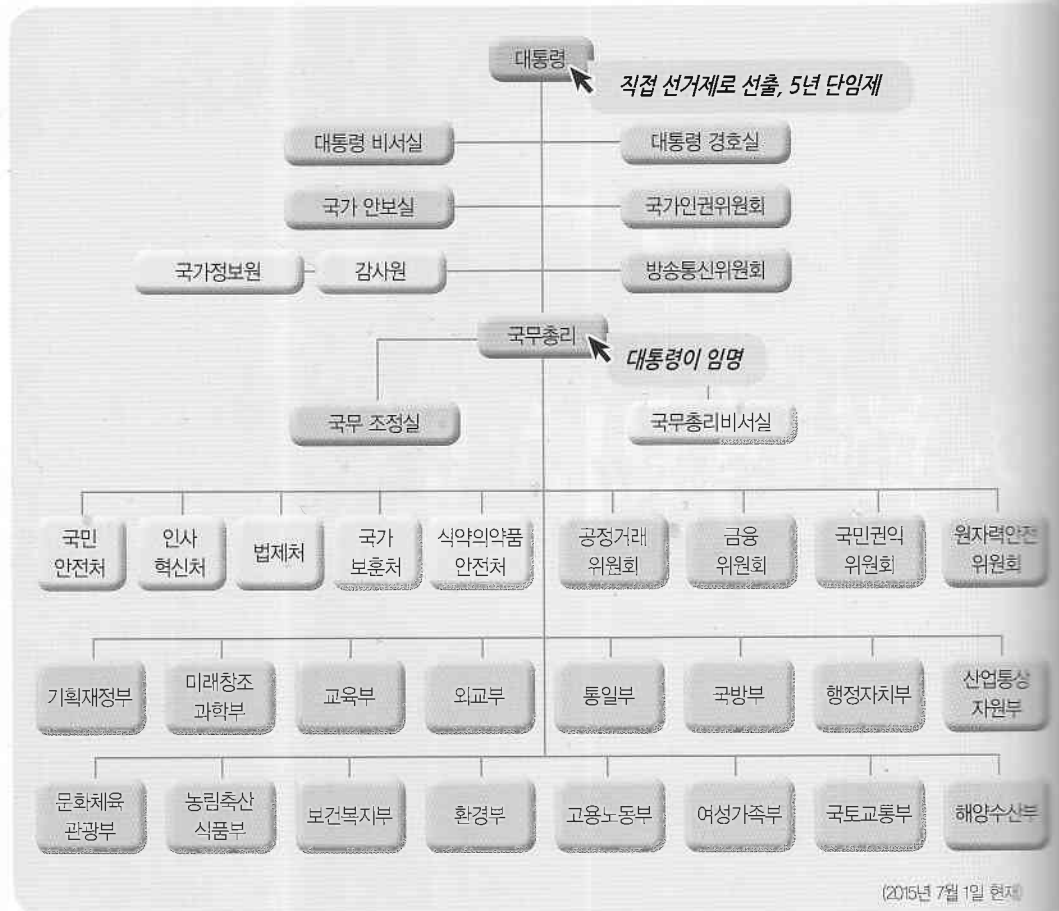 대통령
직접 선거제로 선출, 5년 단임제
대통령 비서실
대통령 경호실
국가 안보실
국가인권위원회
국가정보원
감사원
방송통신위원회
국무총리
대통령이 임명
국무 조정실
국무총리비서실
국민
안전처
인사
혁신처
법제처
국가
보훈처
식약의약품
안전처
공정거래
위원회
금융
위원회
국민권익
위원회
원자력안전
위원회
기획재정부
미래창조
과학부
교육부
외교부
통일부
국방부
행정자치부
산업통상
자원부
문화체육
관광부
농림축산
식품부
보건복지부
환경부
고용노동부
여성가족부
국토교통부
해양수산부
(2015년 7월 1일 현재)